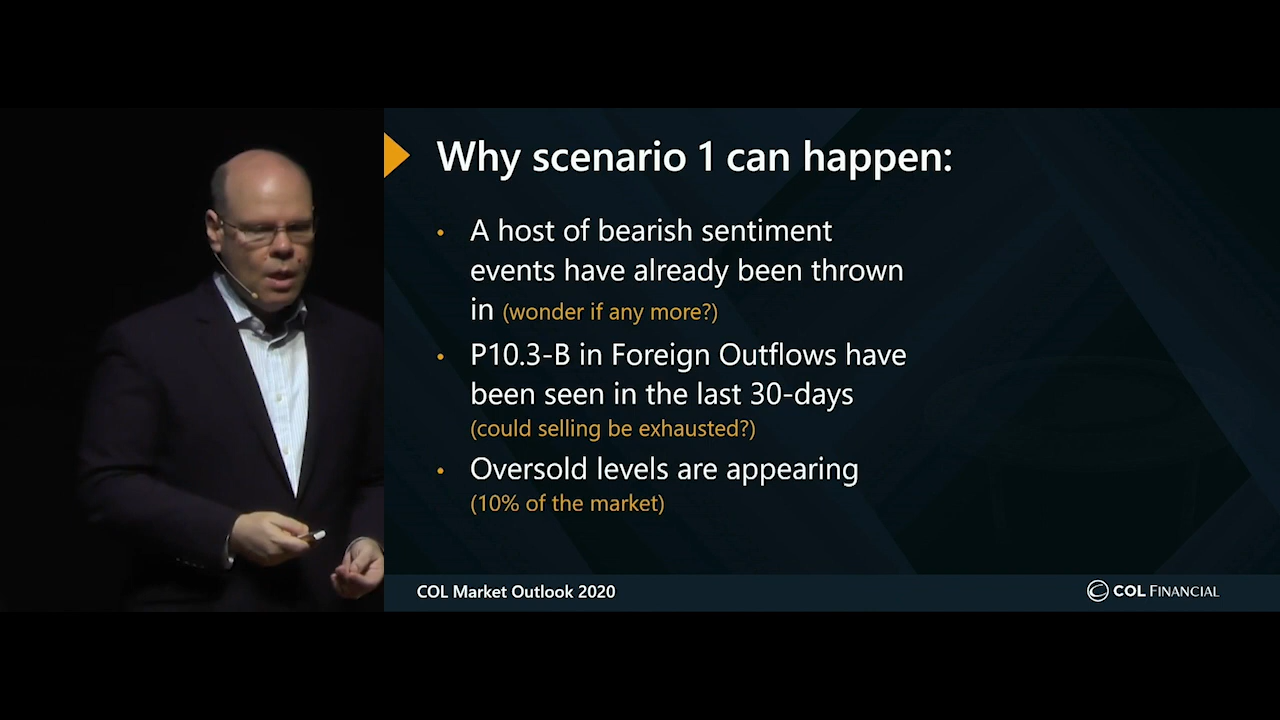 Why scenario 1 can happen:
• A host of bearish sentiment
events have already been thrown
in (wonder if any more?)
• P10.3-B in Foreign Outflows have
been seen in the last 30-days
(could selling be exhausted?)
• Oversold levels are appearing
(10% of the market)
COL Market Outlook 2020
COL FINANCIAL